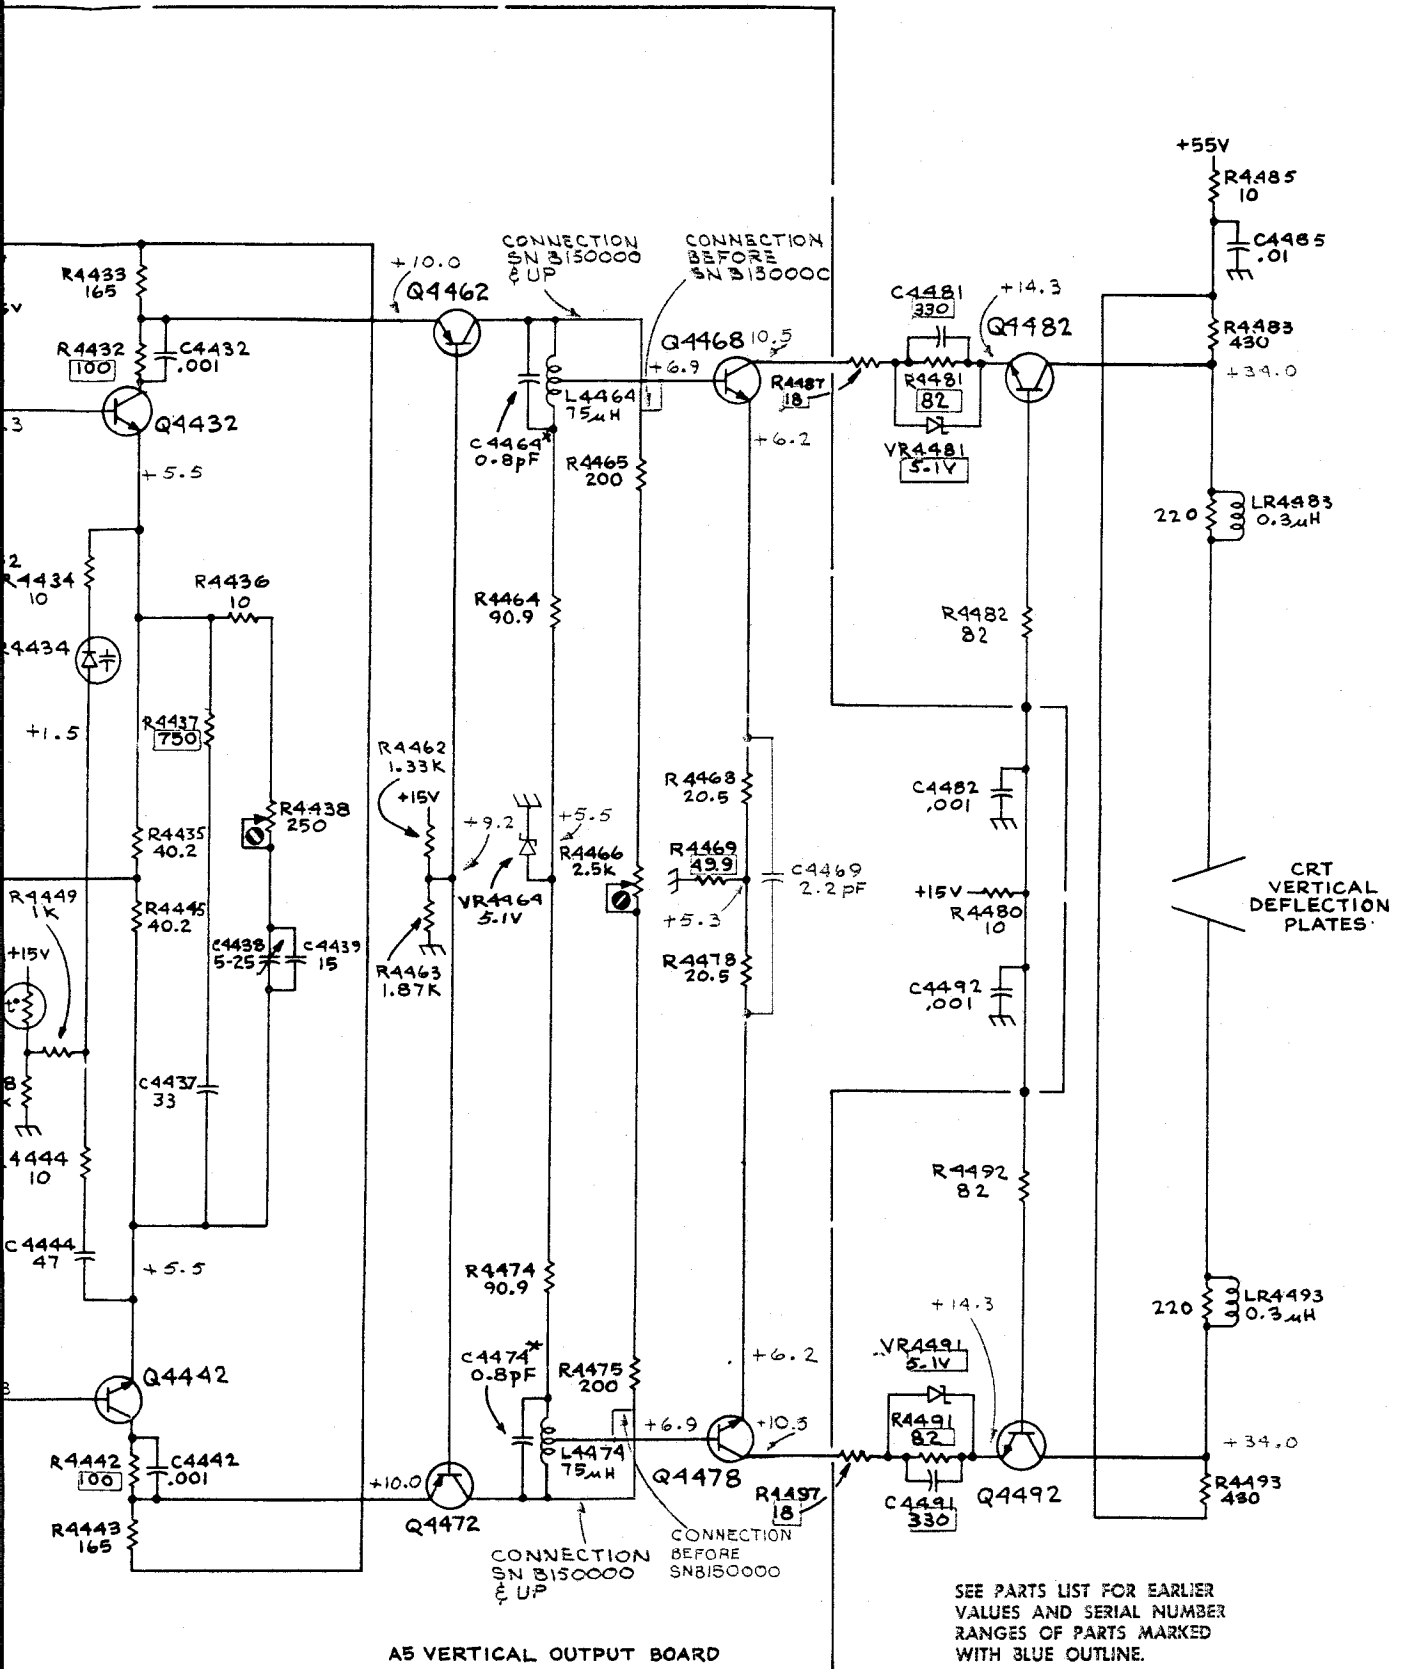 +55V
R4485
10
C4485
.01
CONNECTION
SN B150000
& UP
CONNECTION
BEFORE
+10.0
Q4462
R4433
165
C4481
330
+14.3
Q4482
R4483
430
+34.0
R4432
100
C4432
.001
Q4468
10.5
+6.9
R4487
18
R4481
82
VR4481
5.1V
Q4432
.3
C4464*
0.8pF
L4464
75µH
+6.2
+5.5
R4465
200
220
LR4483
0.3µH
R4434
10
R4436
10
R4464
90.9
R4482
82
4434
+1.5
R4437
750
R4462
1.33K
+15V
R4468
20.5
C4482
.001
R4438
250
+9.2
+5.5
R4435
40.2
R4466
2.5K
R4469
49.9
C4469
2.2pF
CRT
VERTICAL
DEFLECTION
PLATES
R4449
1K
R4445
40.2
VR4464
5.1V
+5.3
+15V
R4480
10
+15V
t°
C4438
5-25
C4439
15
R4463
1.87K
R4478
20.5
C4492
.001
C4437
33
4444
10
R4492
82
C4444
47
+5.5
R4474
90.9
+14.3
220
LR4493
0.3µH
C4474*
0.8pF
R4475
200
+6.2
VR4491
5.1V
Q4442
+6.9
+10.5
R4491
82
+34.0
R4442
100
C4442
.001
+10.0
L4474
75µH
Q4478
R4497
18
C4491
330
Q4492
R4493
430
R4443
165
Q4472
CONNECTION
SN B150000
& UP
CONNECTION
BEFORE
SNB150000
SEE PARTS LIST FOR EARLIER
VALUES AND SERIAL NUMBER
RANGES OF PARTS MARKED
WITH BLUE OUTLINE.
A5 VERTICAL OUTPUT BOARD